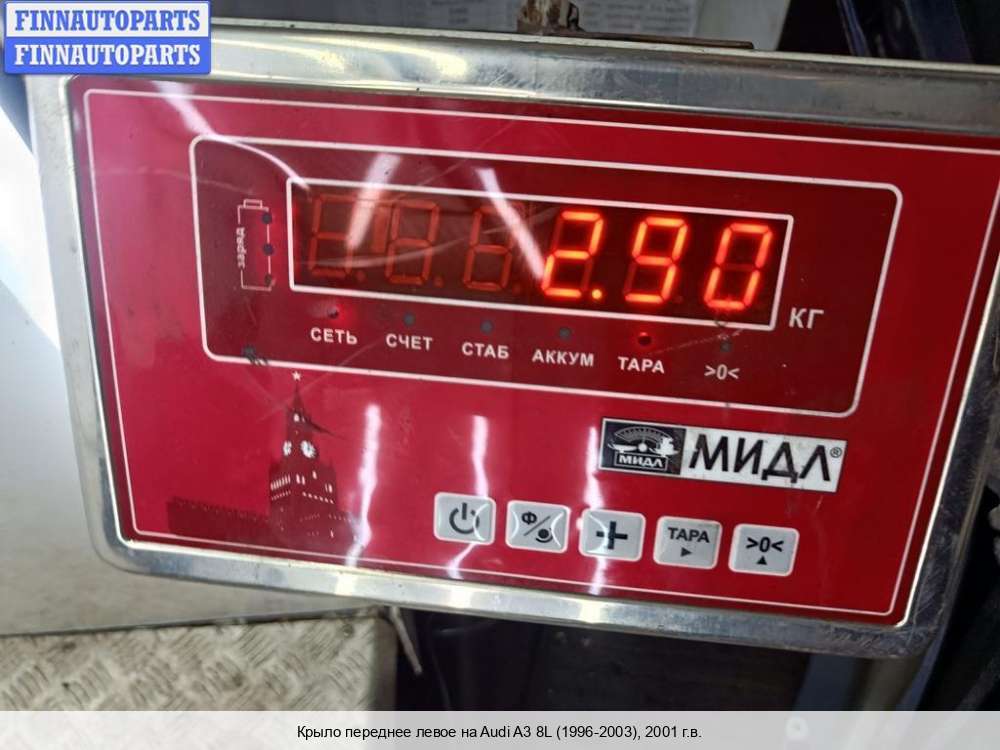 FINNAUTOPARTS
FINNAUTOPARTS
заряд
2.90
КГ
СЕТЬ
СЧЕТ
СТАБ
АККУМ
ТАРА
>0<
МИДЛ
МИДЛ®
Ф
ТАРА
>0<
Крыло переднее левое на Audi A3 8L (1996-2003), 2001 г.в.